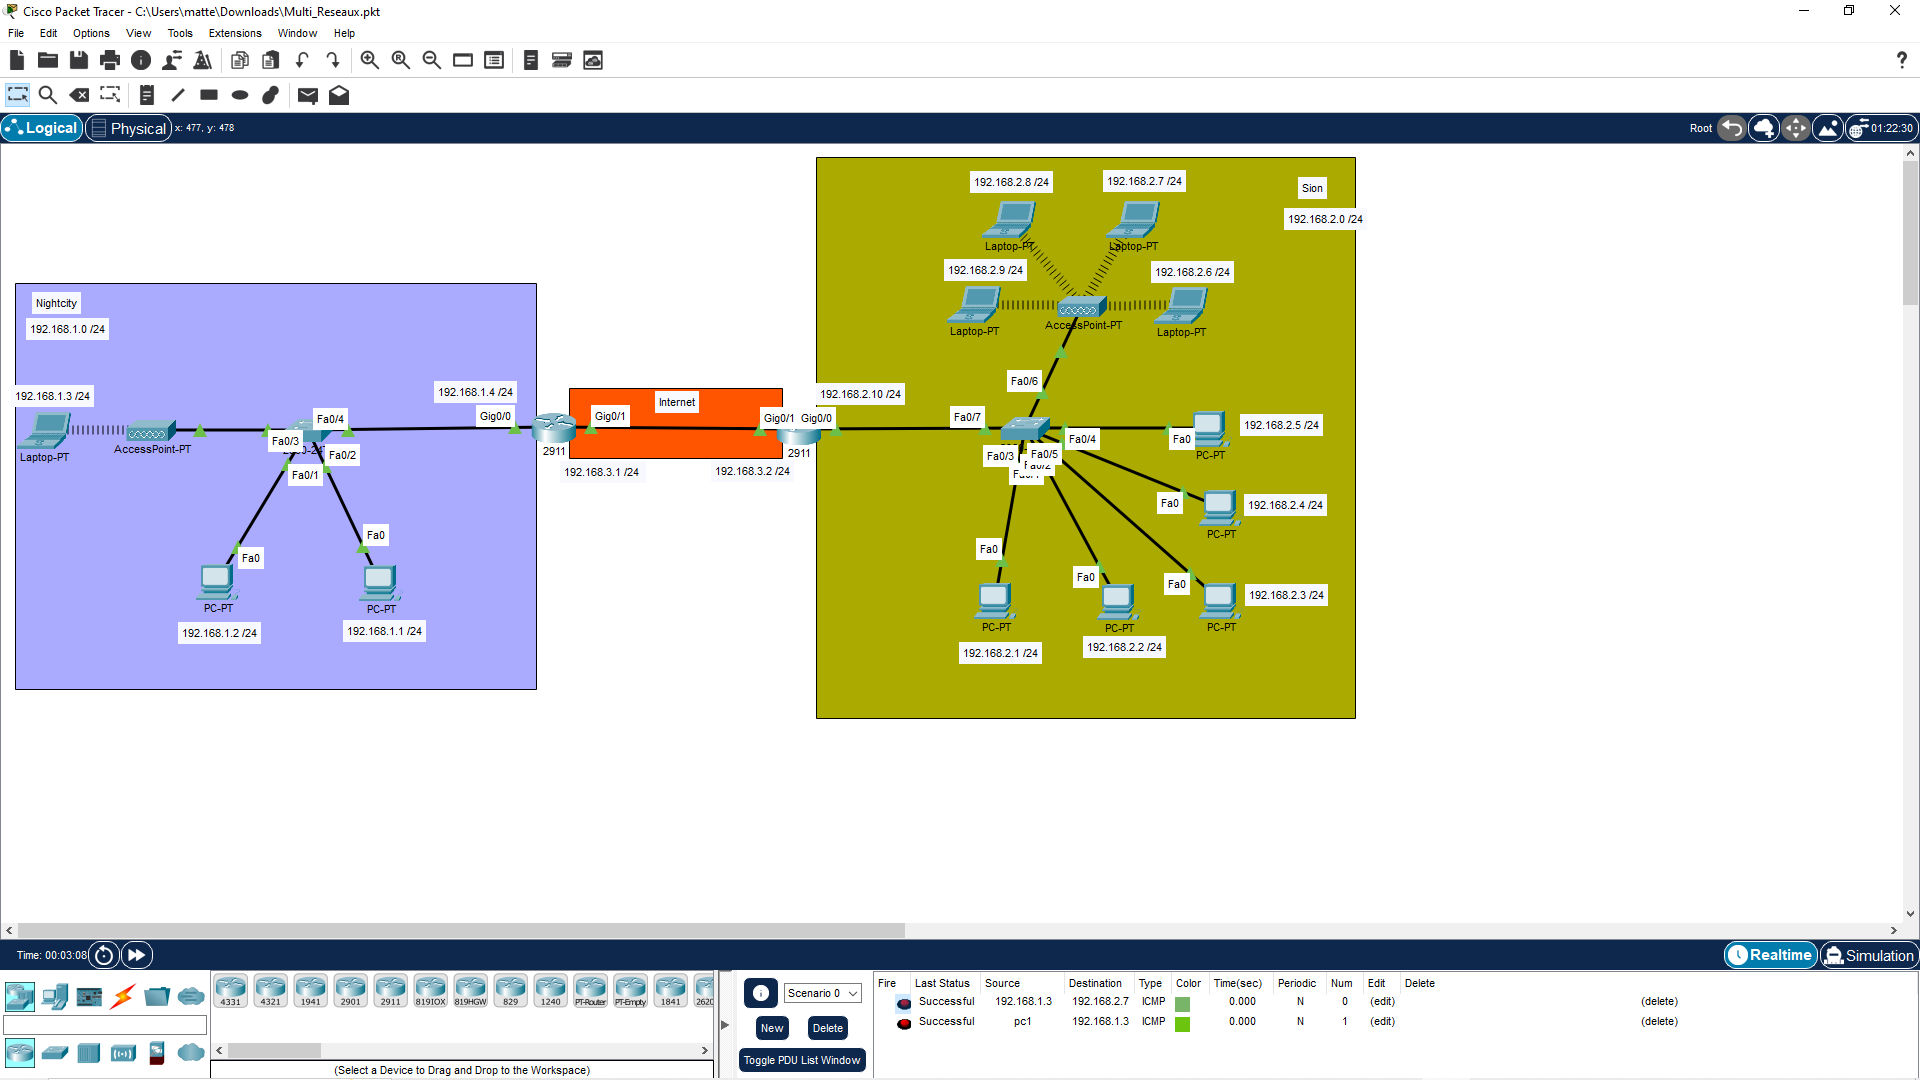 Cisco Packet Tracer - C:\Users\matte\Downloads\Multi_Reseaux.pkt
File Edit Options View Tools Extensions Window Help
?
Logical Physical x: 477, y: 478 Root 01:22:30
Nightcity
192.168.1.0 /24
192.168.1.3 /24
Laptop-PT
AccessPoint-PT
Fa0/4
Fa0/3
Fa0/2
Fa0/1
Fa0
Fa0
PC-PT
PC-PT
192.168.1.2 /24
192.168.1.1 /24
192.168.1.4 /24
Gig0/0
2911
Gig0/1
Internet
Gig0/1
Gig0/0
2911
192.168.3.1 /24
192.168.3.2 /24
192.168.2.10 /24
Sion
192.168.2.0 /24
192.168.2.8 /24
192.168.2.7 /24
Laptop-PT
Laptop-PT
192.168.2.9 /24
192.168.2.6 /24
Laptop-PT
AccessPoint-PT
Laptop-PT
Fa0/6
Fa0/7
Fa0/4
Fa0/3
Fa0/5
Fa0/2
Fa0
192.168.2.5 /24
PC-PT
Fa0
192.168.2.4 /24
PC-PT
Fa0
Fa0
Fa0
192.168.2.3 /24
PC-PT
PC-PT
PC-PT
192.168.2.1 /24
192.168.2.2 /24
Time: 00:03:08 Realtime Simulation
4331 4321 1941 2901 2911 819IOX 819HGW 829 1240 PT-Router PT-Empty 1841 2620
(Select a Device to Drag and Drop to the Workspace)
Scenario 0
New Delete
Toggle PDU List Window
Fire Last Status Source Destination Type Color Time(sec) Periodic Num Edit Delete
Successful 192.168.1.3 192.168.2.7 ICMP 0.000 N 0 (edit) (delete)
Successful pc1 192.168.1.3 ICMP 0.000 N 1 (edit) (delete)